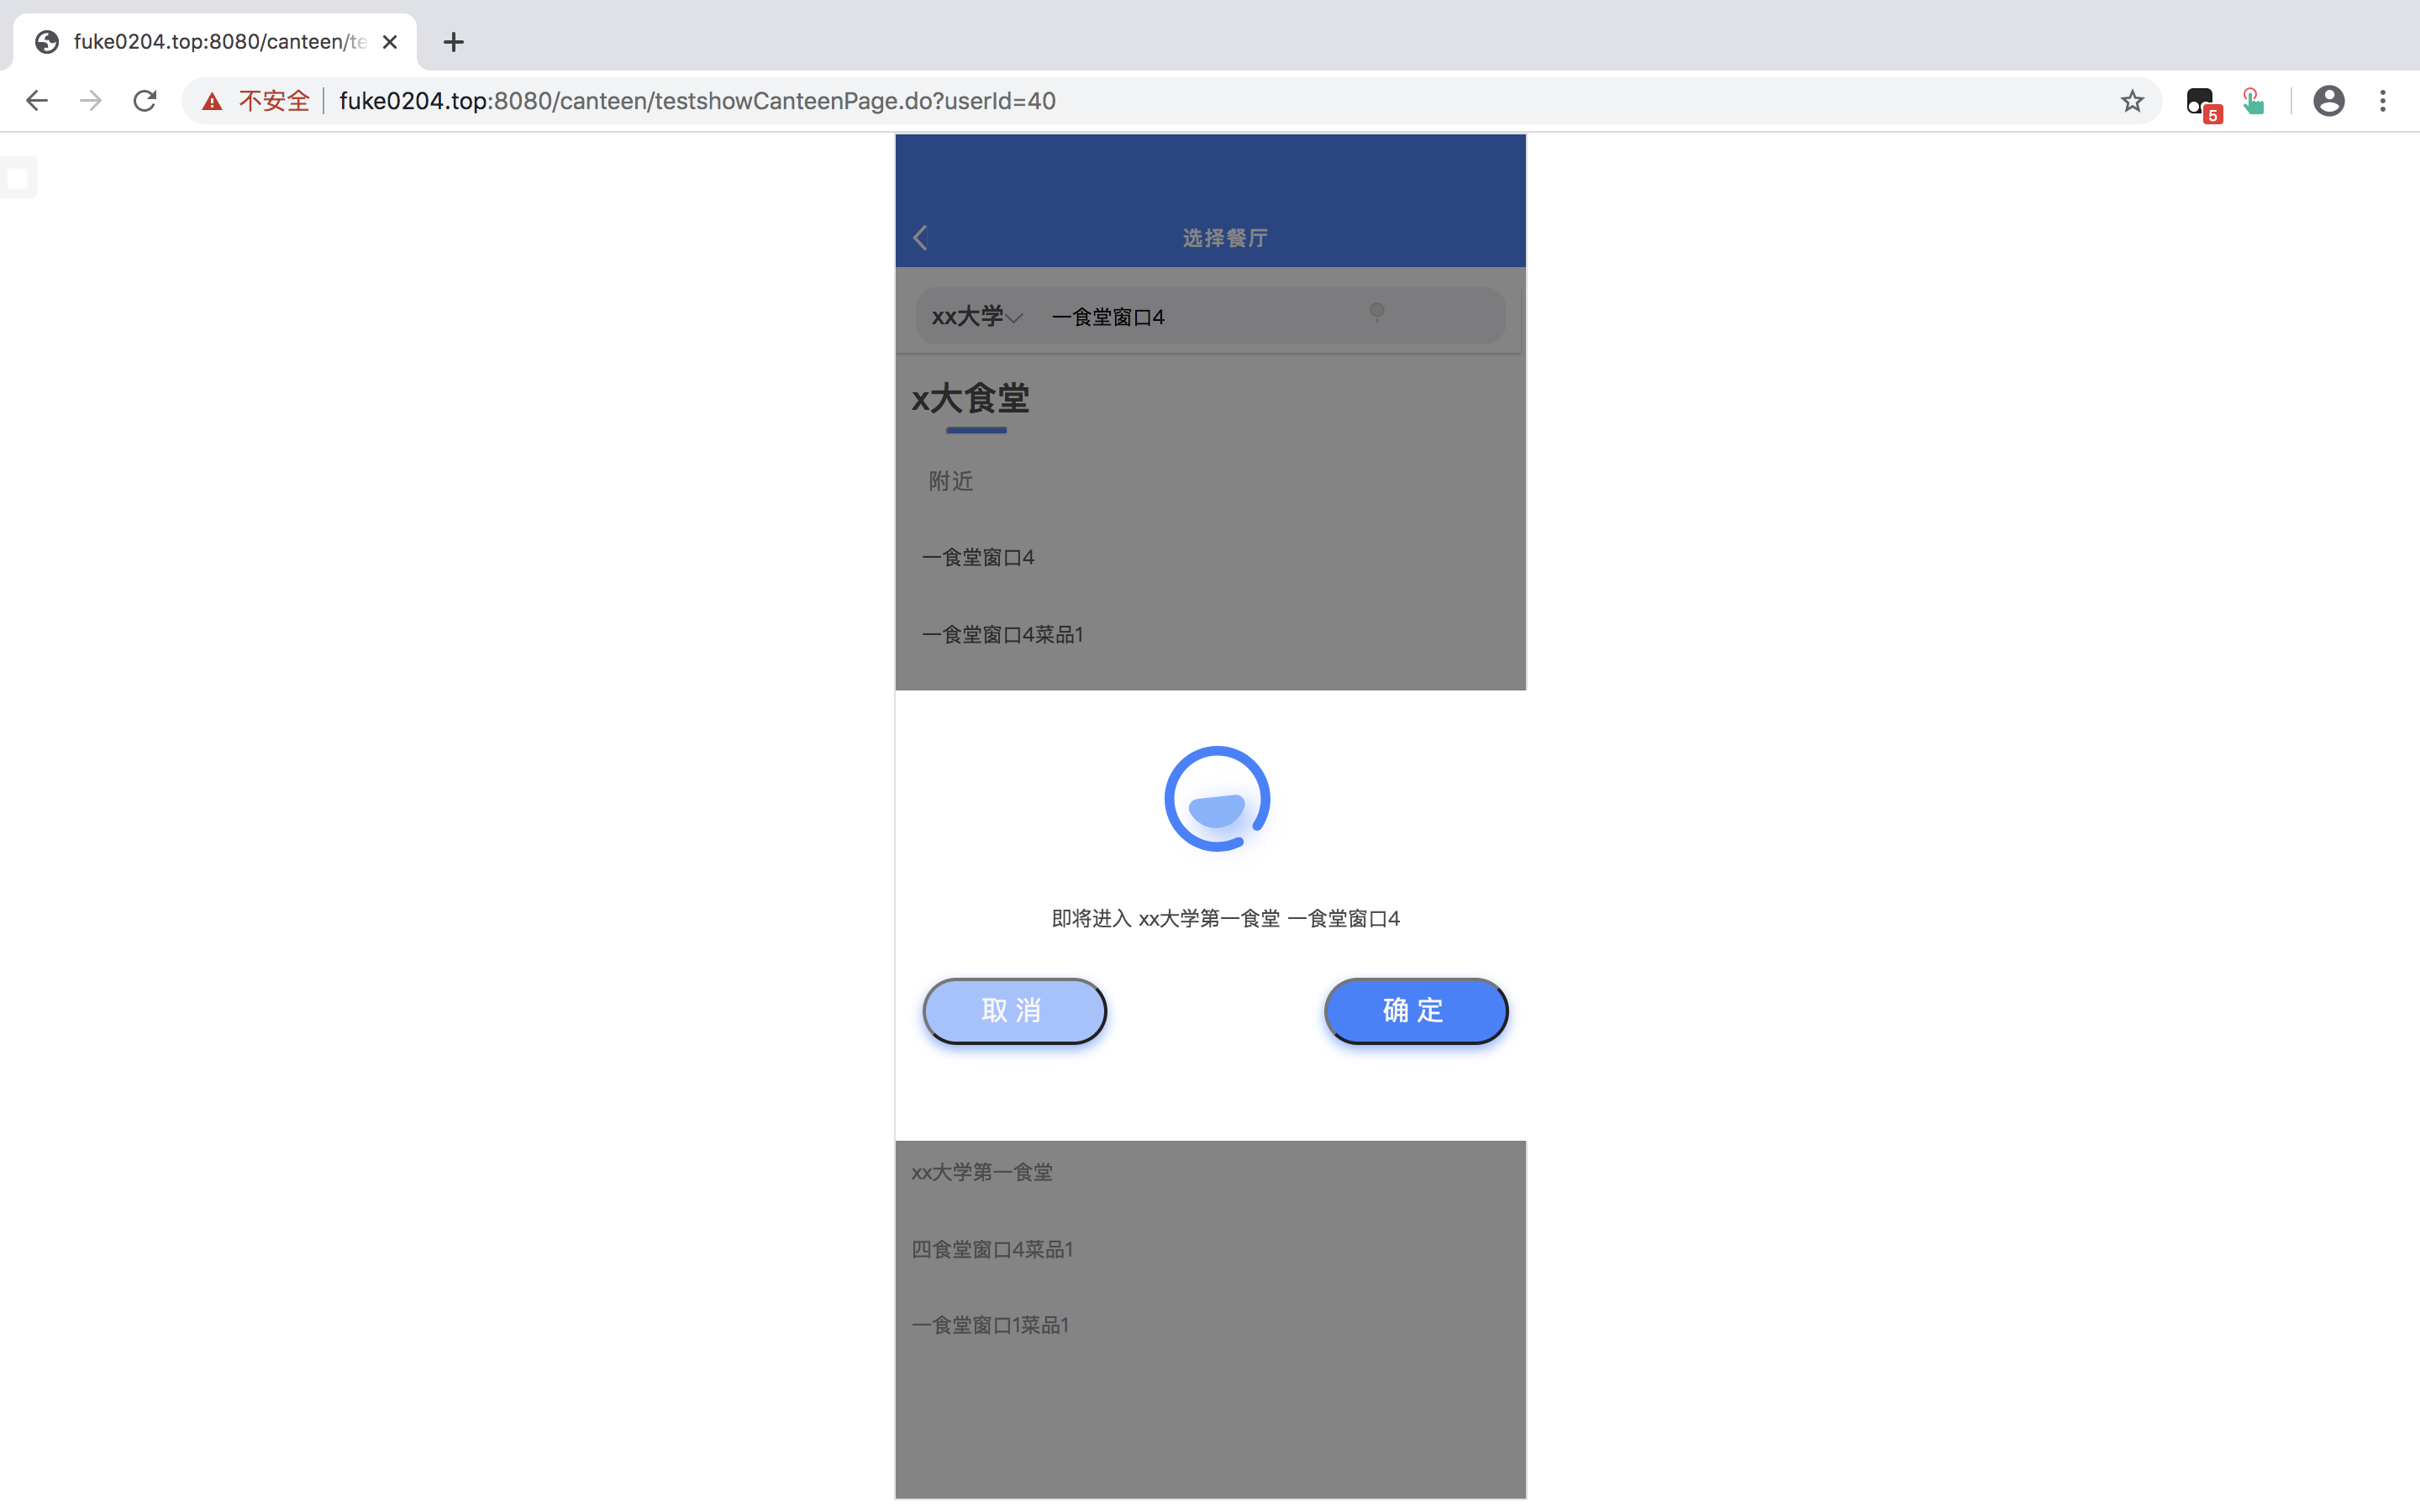 fuke0204.top:8080/canteen/te
不安全 fuke0204.top:8080/canteen/testshowCanteenPage.do?userId=40
5
选择餐厅
xx大学 一食堂窗口4
x大食堂
附近
一食堂窗口4
一食堂窗口4菜品1
即将进入 xx大学第一食堂 一食堂窗口4
取 消 确 定
xx大学第一食堂
四食堂窗口4菜品1
一食堂窗口1菜品1